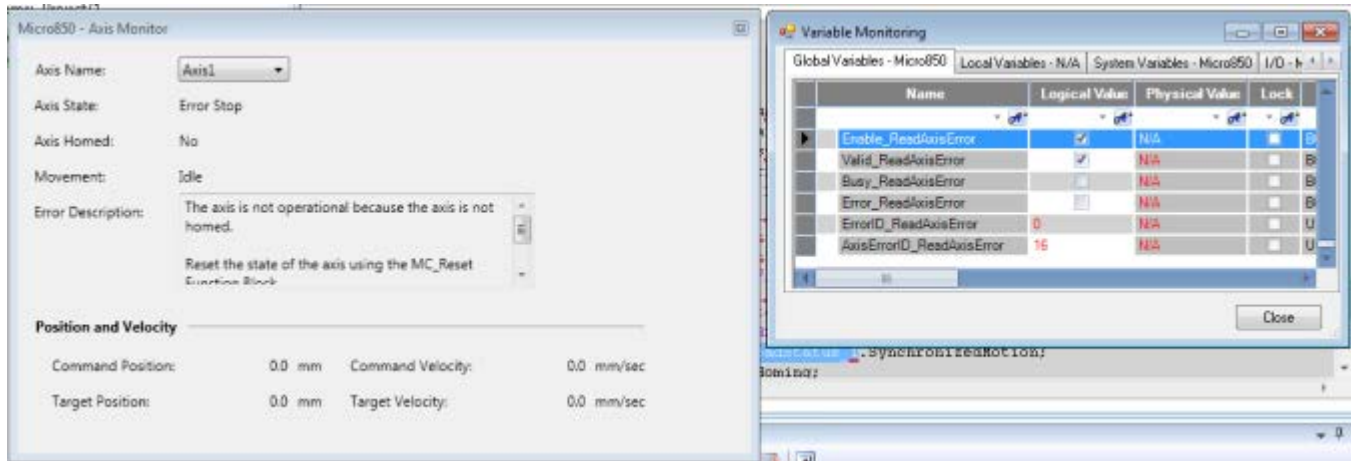 Micro850 - Axis Monitor
Axis Name: Axis1
Axis State: Error Stop
Axis Homed: No
Movement: Idle
Error Description: The axis is not operational because the axis is not
homed.
Reset the state of the axis using the MC_Reset
Function Block
Position and Velocity
Command Position: 0.0 mm Command Velocity: 0.0 mm/sec
Target Position: 0.0 mm Target Velocity: 0.0 mm/sec
Variable Monitoring
Global Variables - Micro850 Local Variables - N/A System Variables - Micro850 I/O -
Name Logical Value Physical Value Lock
Enable_ReadAxisError N/A
Valid_ReadAxisError N/A
Busy_ReadAxisError N/A
Error_ReadAxisError N/A
ErrorID_ReadAxisError 0 N/A U
AxisErrorID_ReadAxisError 16 N/A U
Close
.SynchronizedMotion;
Homing;